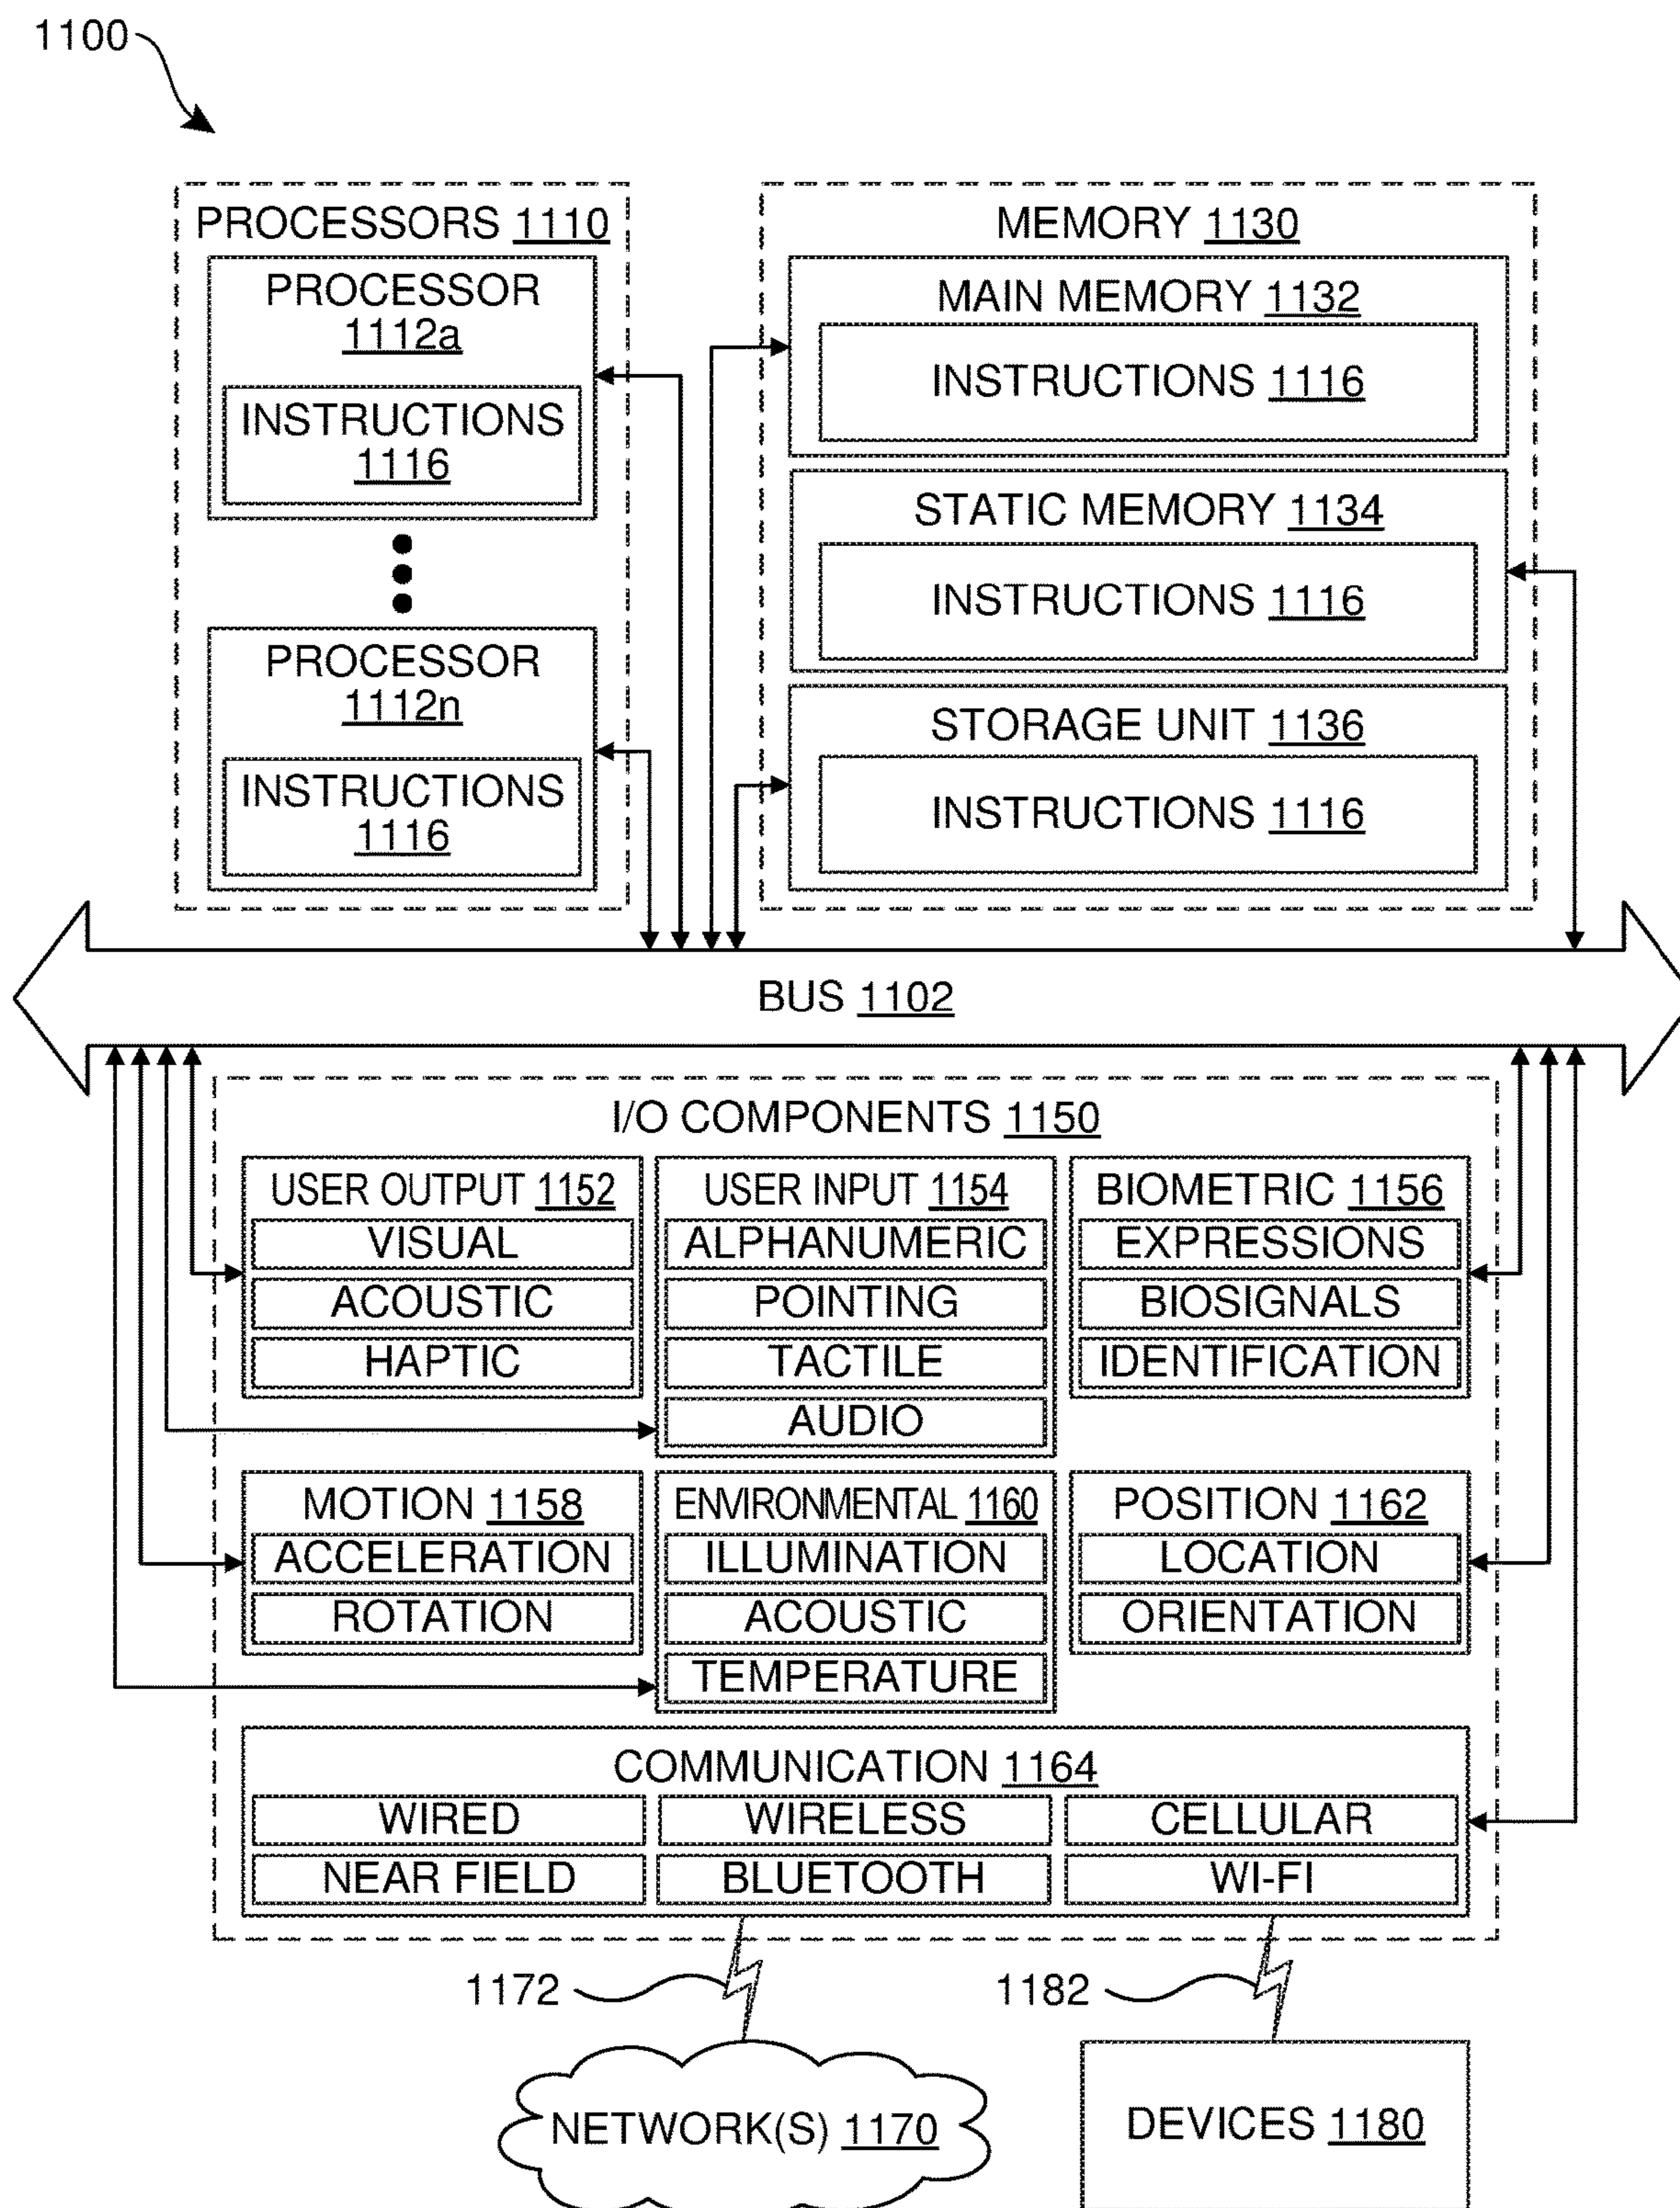 1100
PROCESSORS 1110
PROCESSOR
1112a
INSTRUCTIONS
1116
PROCESSOR
1112n
INSTRUCTIONS
1116
MEMORY 1130
MAIN MEMORY 1132
INSTRUCTIONS 1116
STATIC MEMORY 1134
INSTRUCTIONS 1116
STORAGE UNIT 1136
INSTRUCTIONS 1116
BUS 1102
I/O COMPONENTS 1150
USER OUTPUT 1152
VISUAL
ACOUSTIC
HAPTIC
USER INPUT 1154
ALPHANUMERIC
POINTING
TACTILE
AUDIO
BIOMETRIC 1156
EXPRESSIONS
BIOSIGNALS
IDENTIFICATION
MOTION 1158
ACCELERATION
ROTATION
ENVIRONMENTAL 1160
ILLUMINATION
ACOUSTIC
TEMPERATURE
POSITION 1162
LOCATION
ORIENTATION
COMMUNICATION 1164
WIRED
WIRELESS
CELLULAR
NEAR FIELD
BLUETOOTH
WI-FI
1172
1182
NETWORK(S) 1170
DEVICES 1180